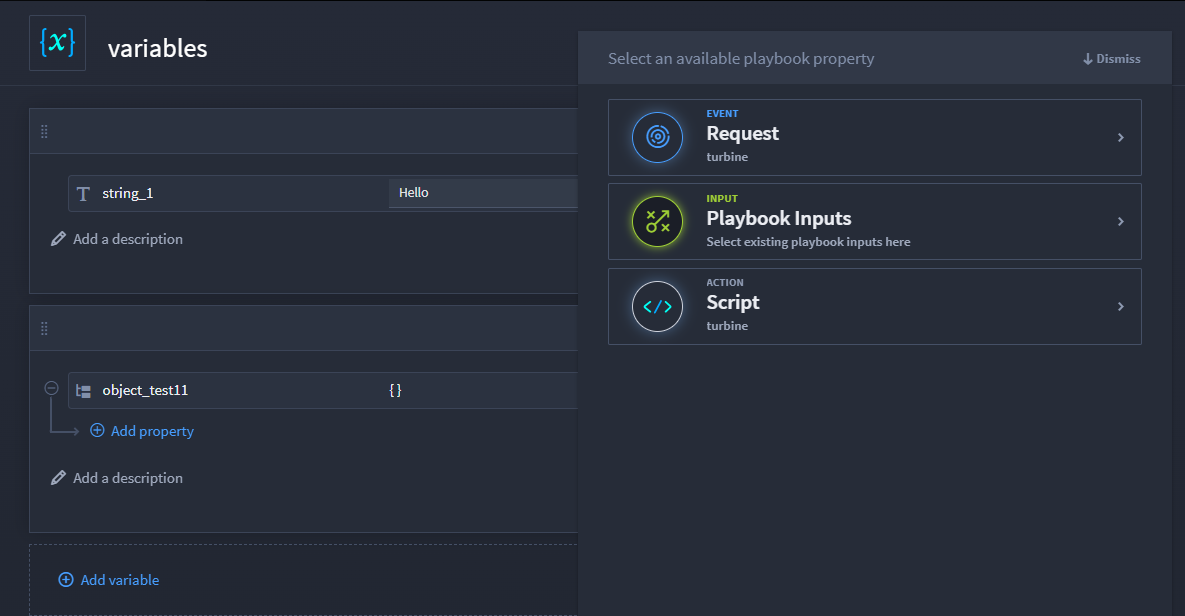 {x}
variables
string_1
Hello
Add a description
object_test11
{}
Add property
Add a description
Add variable
Select an available playbook property
Dismiss
EVENT
Request
turbine
INPUT
Playbook Inputs
Select existing playbook inputs here
ACTION
Script
turbine